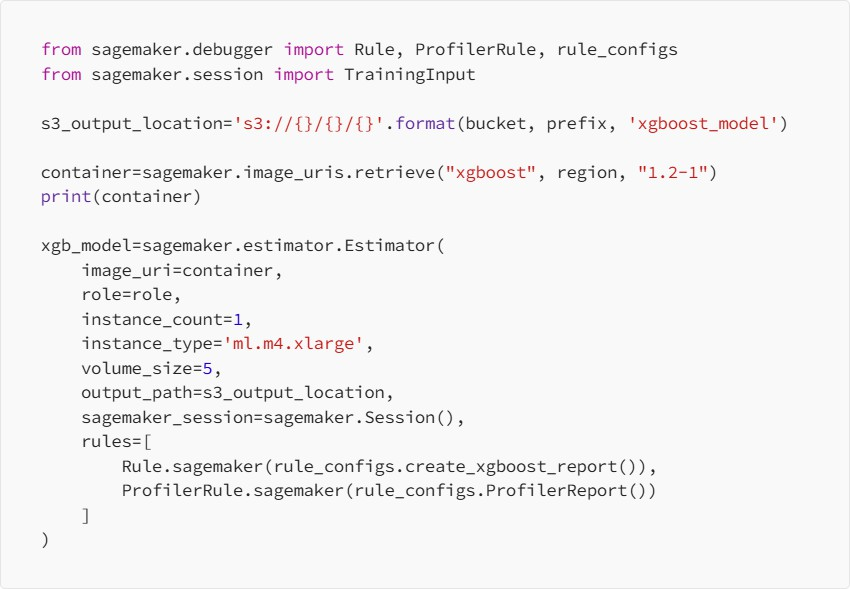 from sagemaker.debugger import Rule, ProfilerRule, rule_configs
from sagemaker.session import TrainingInput

s3_output_location='s3://{}/{}/{}'.format(bucket, prefix, 'xgboost_model')

container=sagemaker.image_uris.retrieve("xgboost", region, "1.2-1")
print(container)

xgb_model=sagemaker.estimator.Estimator(
    image_uri=container,
    role=role,
    instance_count=1,
    instance_type='ml.m4.xlarge',
    volume_size=5,
    output_path=s3_output_location,
    sagemaker_session=sagemaker.Session(),
    rules=[
        Rule.sagemaker(rule_configs.create_xgboost_report()),
        ProfilerRule.sagemaker(rule_configs.ProfilerReport())
    ]
)